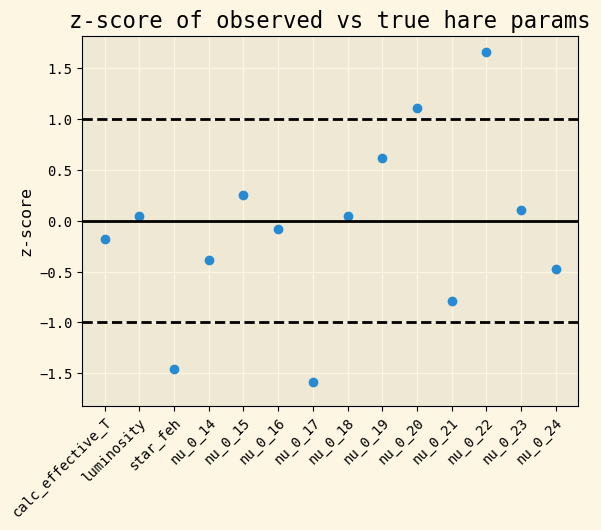 z-score of observed vs true hare params
z-score
1.5
1.0
0.5
0.0
−0.5
−1.0
−1.5
calc_effective_T
luminosity
star_feh
nu_0_14
nu_0_15
nu_0_16
nu_0_17
nu_0_18
nu_0_19
nu_0_20
nu_0_21
nu_0_22
nu_0_23
nu_0_24